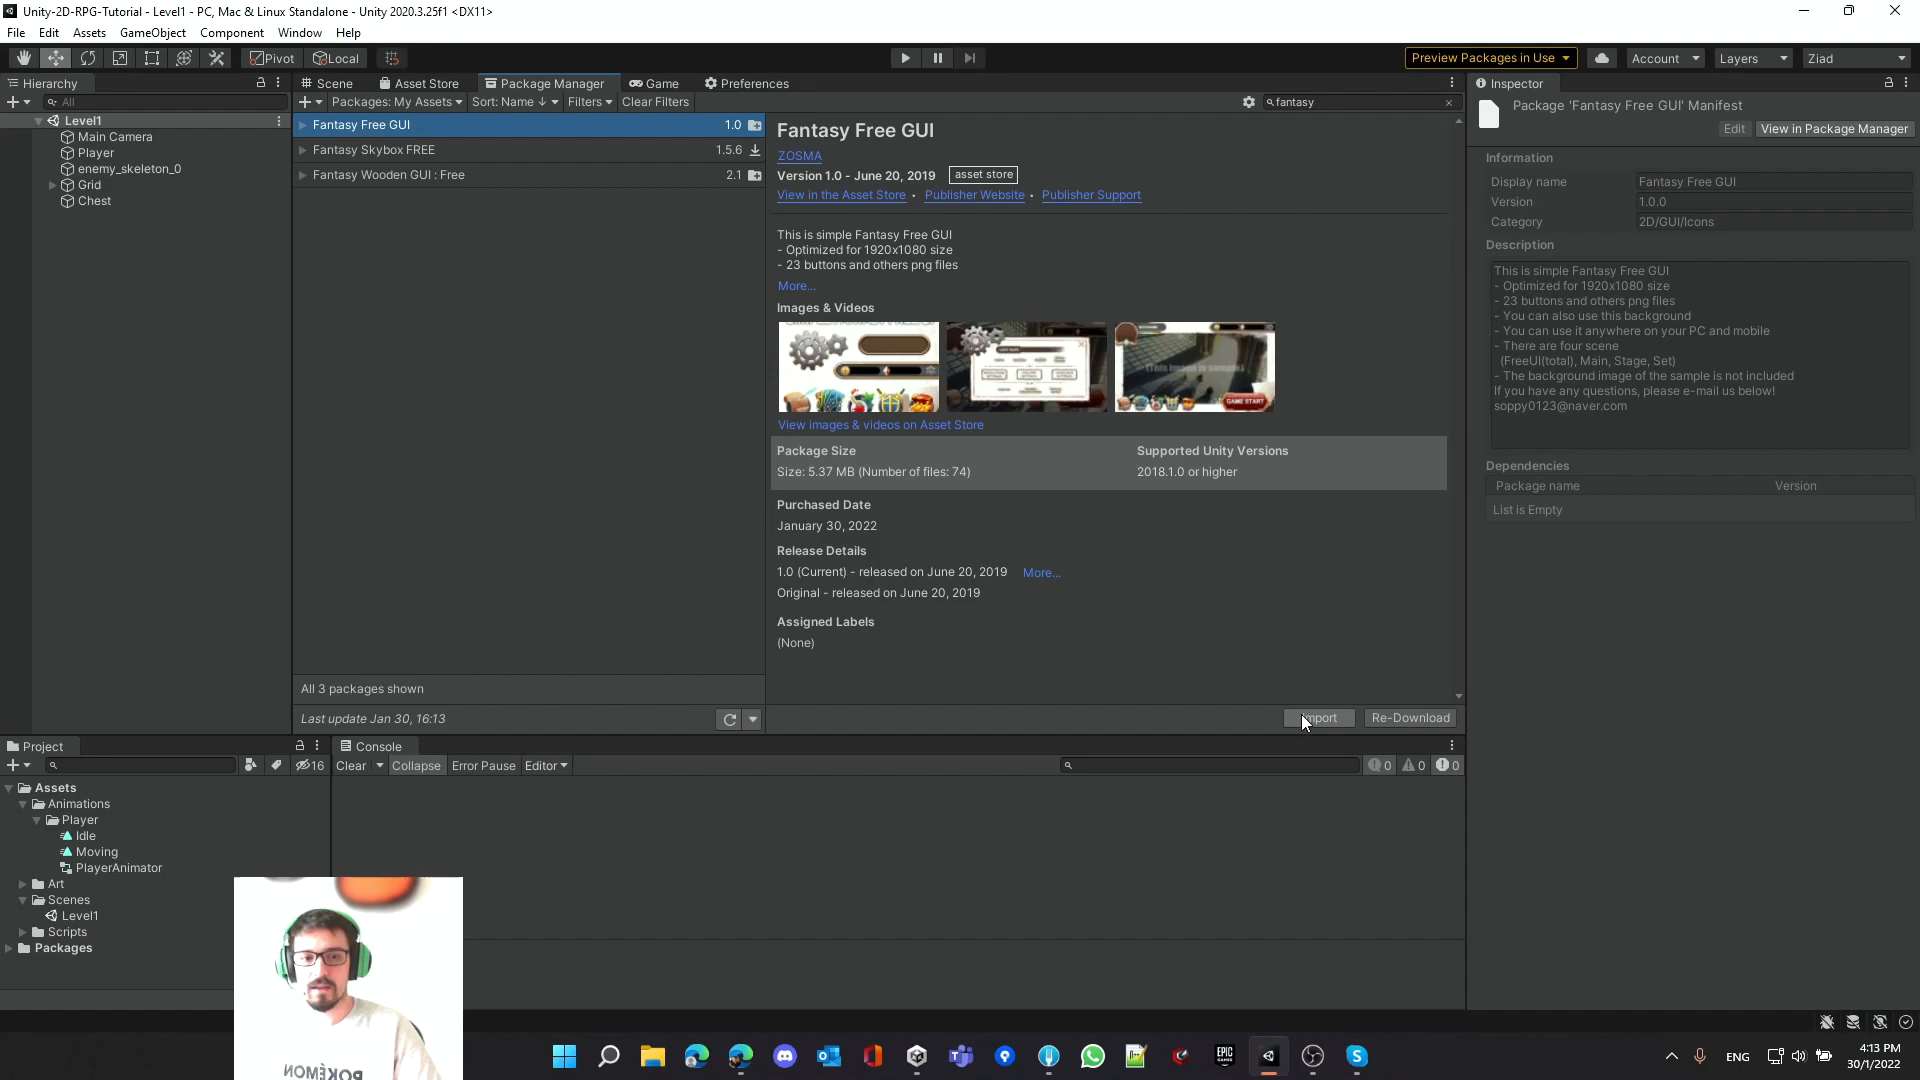 Unity-2D-RPG-Tutorial - Level1 - PC, Mac & Linux Standalone - Unity 2020.3.25f1 <DX11>
File Edit Assets GameObject Component Window Help
Pivot Local
Preview Packages in Use Account Layers Ziad
Hierarchy
All
Level1
Main Camera
Player
enemy_skeleton_0
Grid
Chest
Scene Asset Store Package Manager Game Preferences
Packages: My Assets Sort: Name ↓ Filters Clear Filters
fantasy
Fantasy Free GUI 1.0
Fantasy Skybox FREE 1.5.6
Fantasy Wooden GUI : Free 2.1
All 3 packages shown
Last update Jan 30, 16:13
Fantasy Free GUI
ZOSMA
Version 1.0 - June 20, 2019 asset store
View in the Asset Store • Publisher Website • Publisher Support
This is simple Fantasy Free GUI
- Optimized for 1920x1080 size
- 23 buttons and others png files
More...
Images & Videos
GAME START
View images & videos on Asset Store
Package Size
Size: 5.37 MB (Number of files: 74)
Supported Unity Versions
2018.1.0 or higher
Purchased Date
January 30, 2022
Release Details
1.0 (Current) - released on June 20, 2019 More...
Original - released on June 20, 2019
Assigned Labels
(None)
Import Re-Download
Inspector
Package 'Fantasy Free GUI' Manifest
Edit View in Package Manager
Information
Display name Fantasy Free GUI
Version 1.0.0
Category 2D/GUI/Icons
Description
This is simple Fantasy Free GUI
- Optimized for 1920x1080 size
- 23 buttons and others png files
- You can also use this background
- You can use it anywhere on your PC and mobile
- There are four scene
(FreeUI(total), Main, Stage, Set)
- The background image of the sample is not included
If you have any questions, please e-mail us below!
soppy0123@naver.com
Dependencies
Package name Version
List is Empty
Project
16
Assets
Animations
Player
Idle
Moving
PlayerAnimator
Art
Scenes
Level1
Scripts
Packages
Console
Clear Collapse Error Pause Editor
0 0 0
POKÉMON
EPIC GAMES
ENG
4:13 PM
30/1/2022